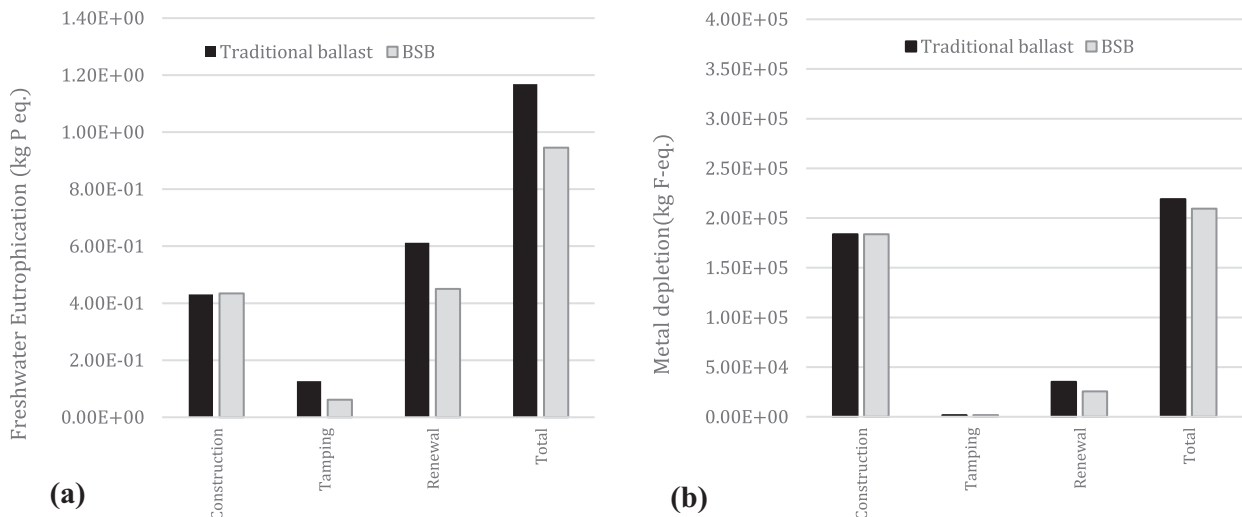 1.40E+00
1.20E+00
1.00E+00
8.00E-01
6.00E-01
4.00E-01
2.00E-01
0.00E+00
Freshwater Eutrophication (kg P eq.)
Traditional ballast BSB
Construction
Tamping
Renewal
Total
(a)
4.00E+05
3.50E+05
3.00E+05
2.50E+05
2.00E+05
1.50E+05
1.00E+05
5.00E+04
0.00E+00
Metal depletion(kg F-eq.)
Traditional ballast BSB
Construction
Tamping
Renewal
Total
(b)